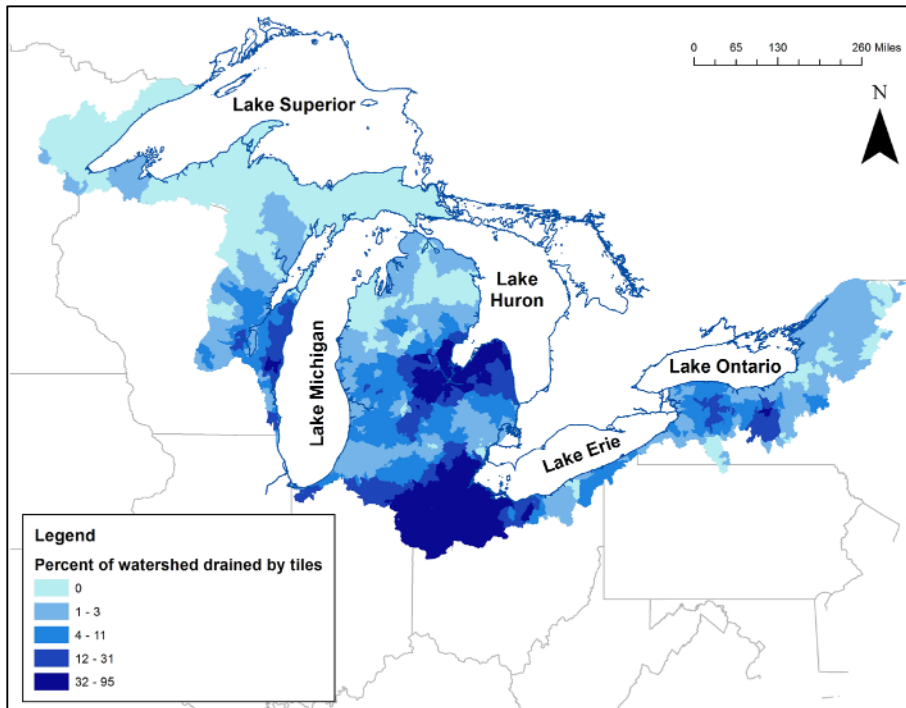 0 65 130 260 Miles
N
Lake Superior
Lake
Huron
Lake Michigan
Lake Ontario
Lake Erie
Legend
Percent of watershed drained by tiles
0
1 - 3
4 - 11
12 - 31
32 - 95